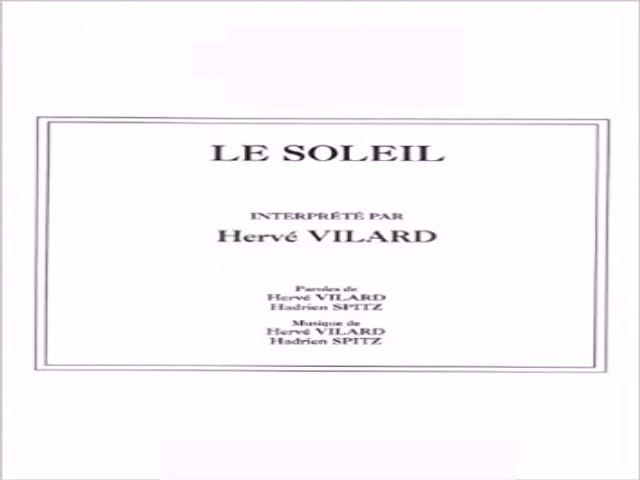 LE SOLEIL
INTERPRÉTÉ PAR
Hervé VILARD
Paroles de
Hervé VILARD
Hadrien SPITZ
Musique de
Hervé VILARD
Hadrien SPITZ